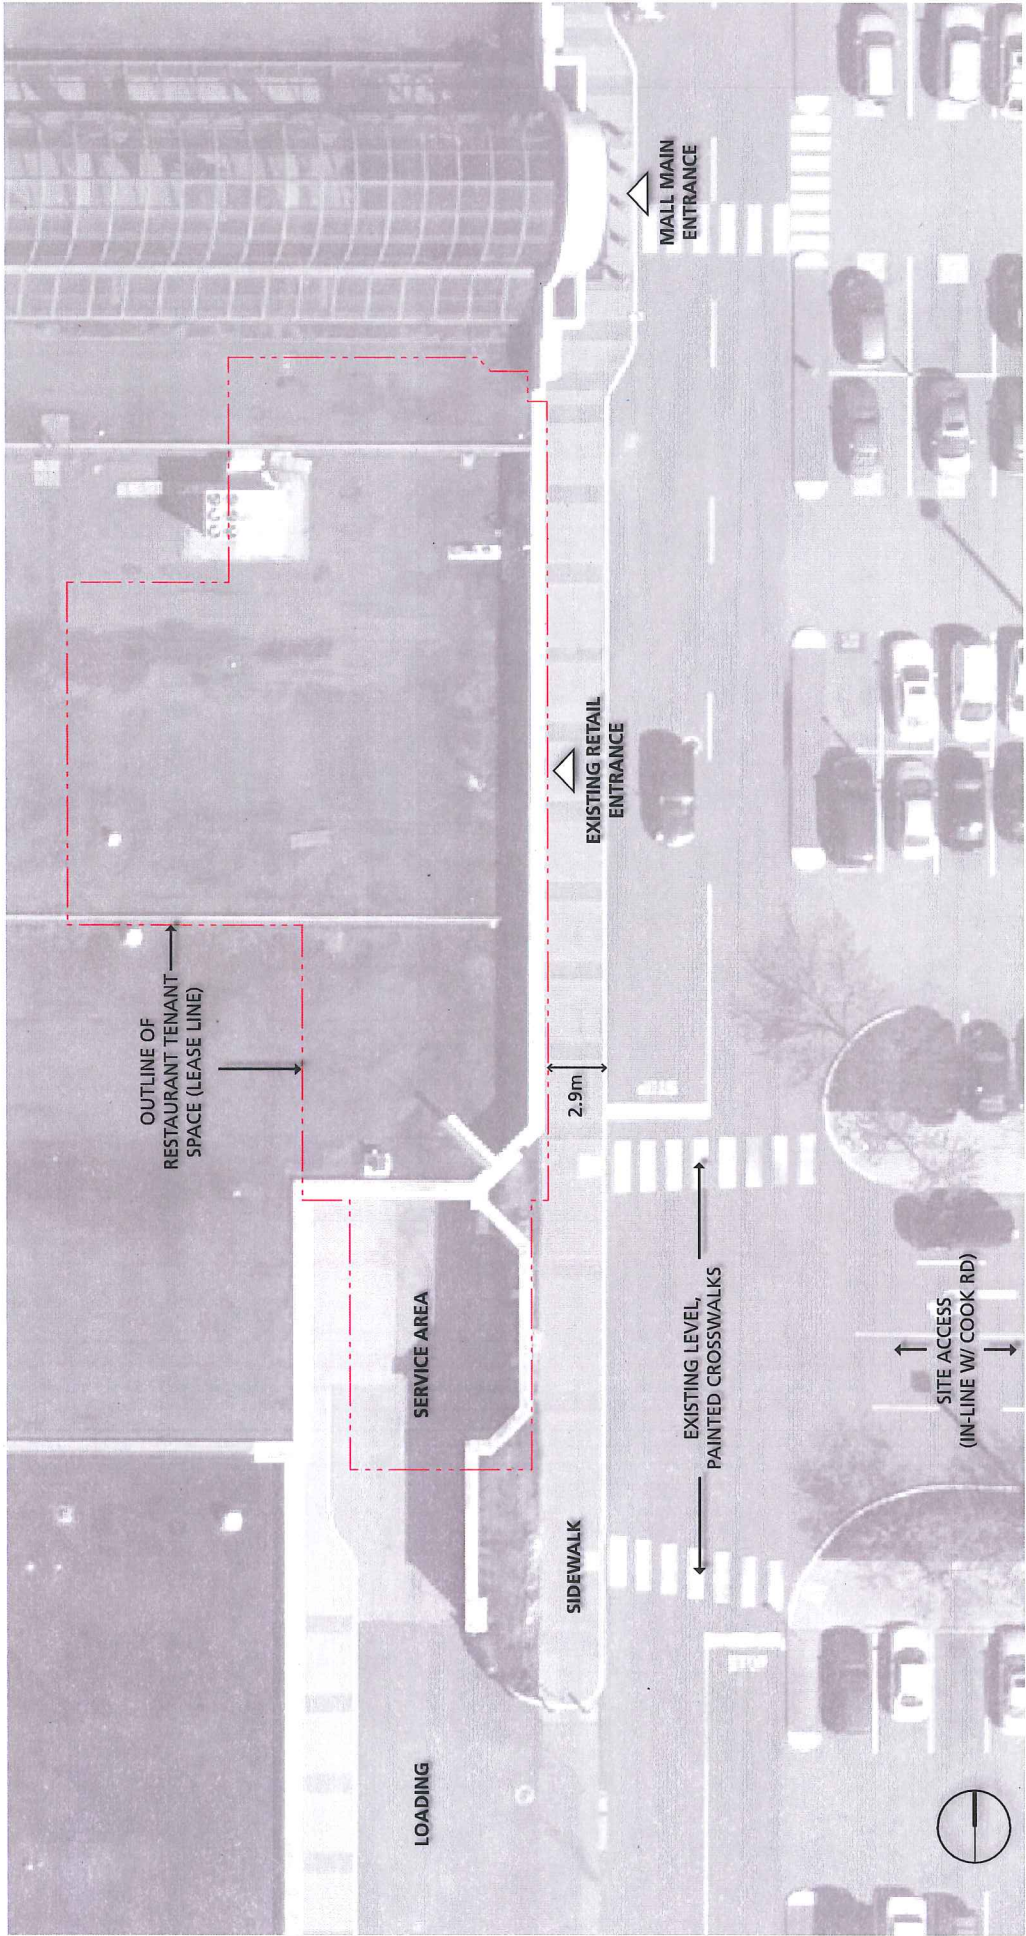 OUTLINE OF
RESTAURANT TENANT
SPACE (LEASE LINE)
MALL MAIN
ENTRANCE
EXISTING RETAIL
ENTRANCE
2.9m
SERVICE AREA
EXISTING LEVEL,
PAINTED CROSSWALKS
SITE ACCESS
(IN-LINE W/ COOK RD)
SIDEWALK
LOADING